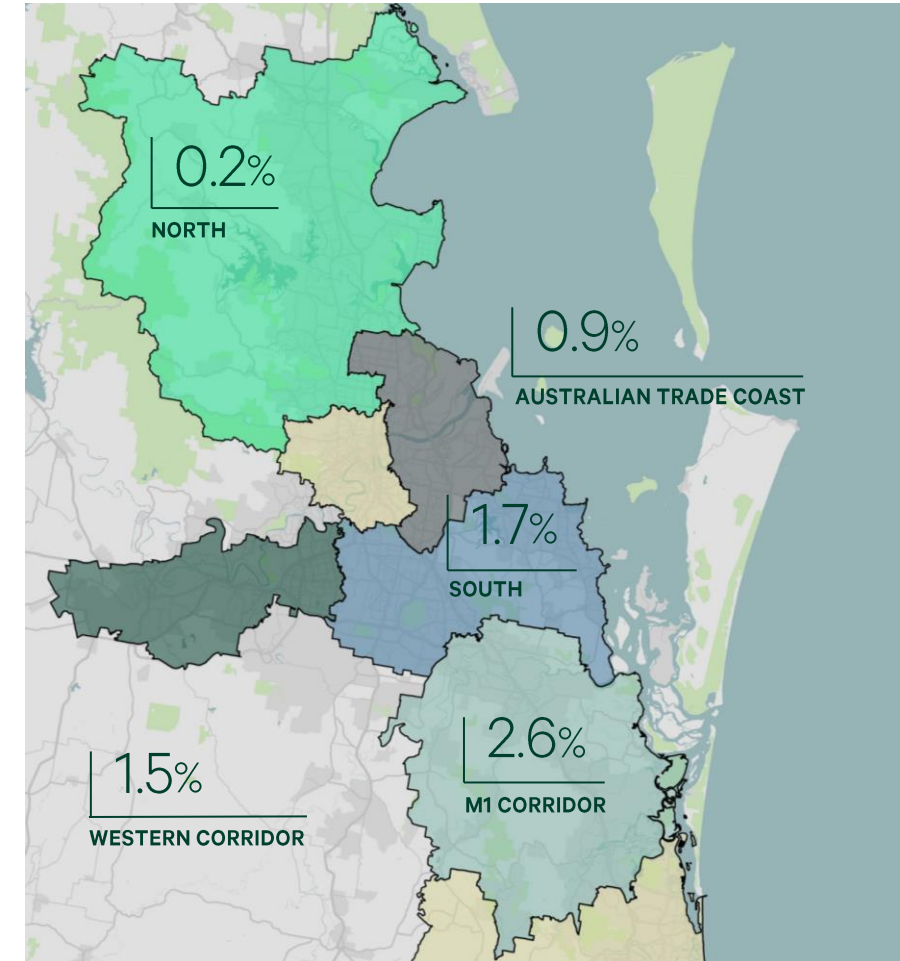 0.2%
NORTH
0.9%
AUSTRALIAN TRADE COAST
1.7%
SOUTH
2.6%
M1 CORRIDOR
1.5%
WESTERN CORRIDOR